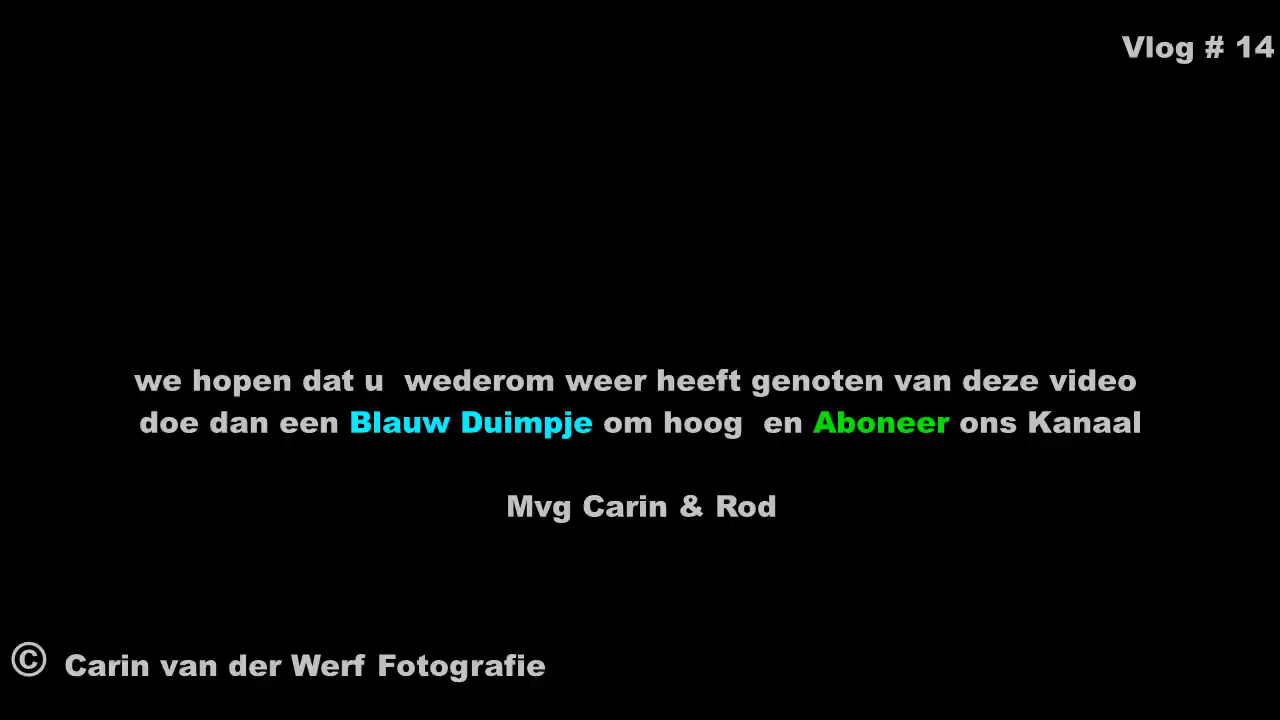 Vlog # 14
we hopen dat u  wederom weer heeft genoten van deze video
doe dan een Blauw Duimpje om hoog  en Aboneer ons Kanaal
Mvg Carin & Rod
© Carin van der Werf Fotografie